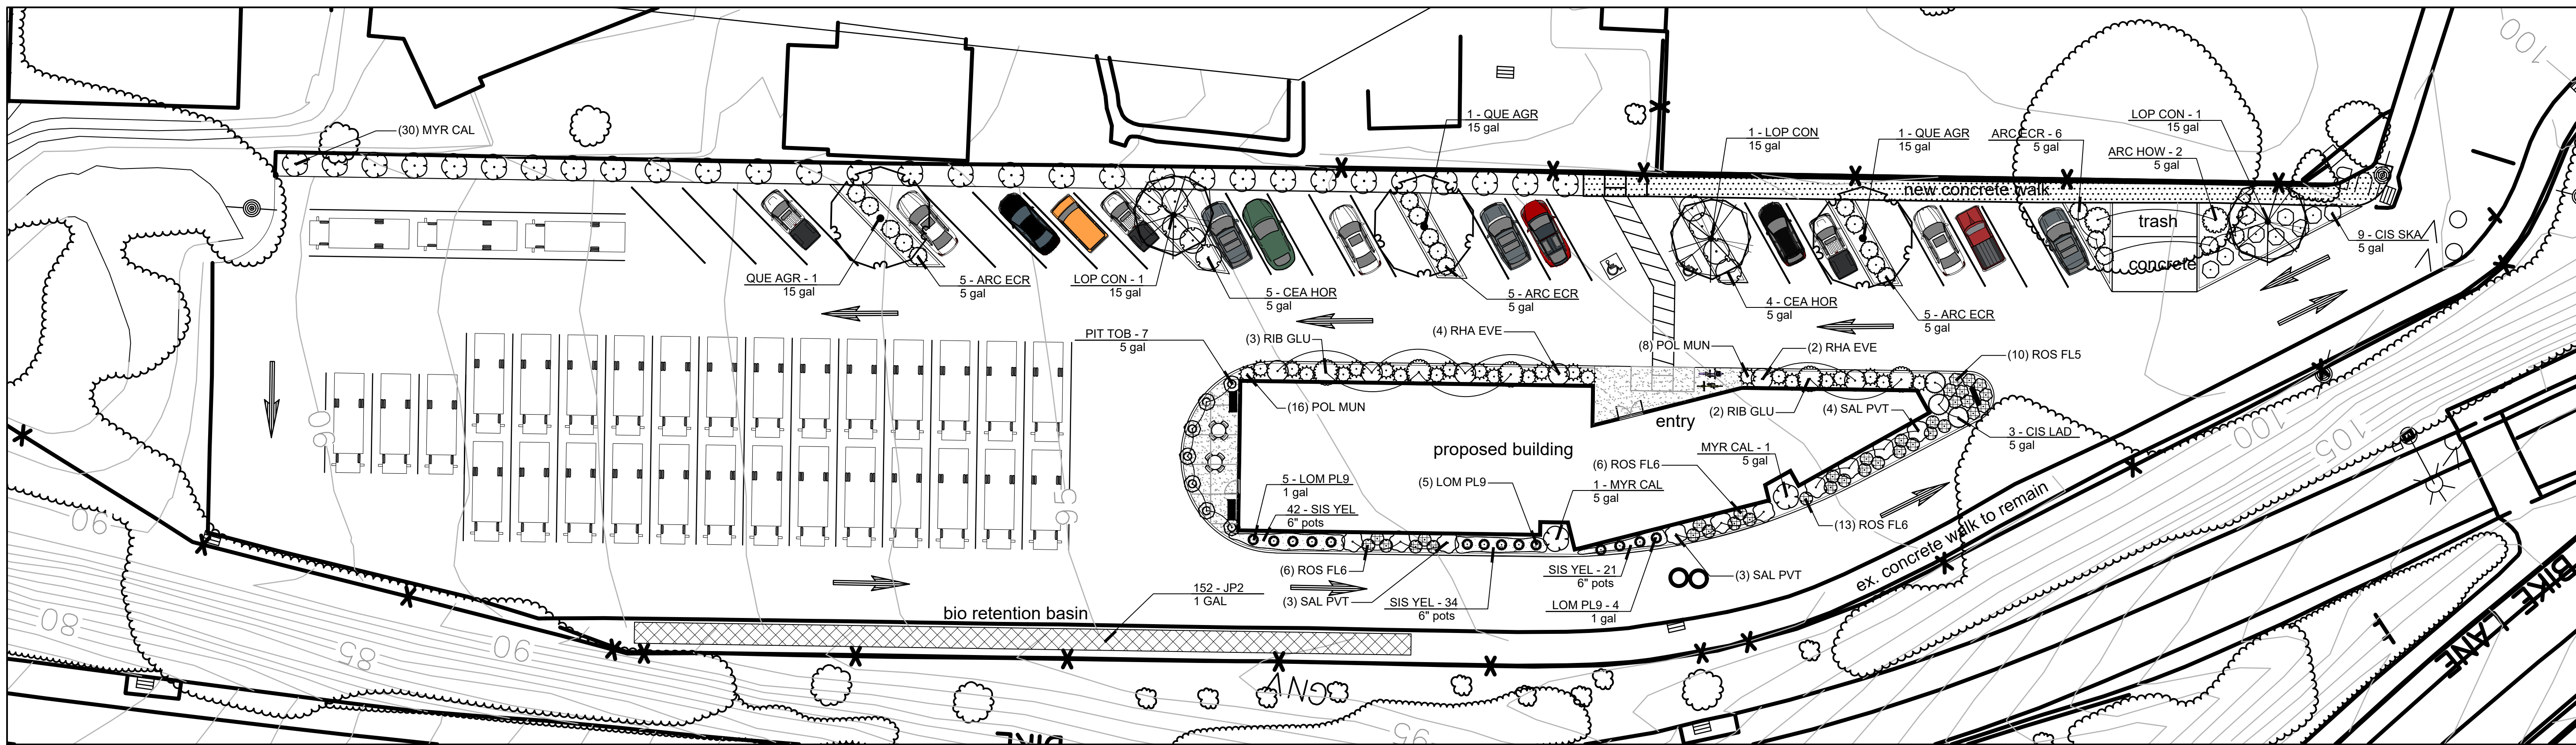 100
(30) MYR CAL
1 - QUE AGR
15 gal
1 - LOP CON
15 gal
1 - QUE AGR
15 gal
ARC ECR - 6
5 gal
LOP CON - 1
15 gal
ARC HOW - 2
5 gal
new concrete walk
trash
concrete
9 - CIS SKA
5 gal
QUE AGR - 1
15 gal
5 - ARC ECR
5 gal
LOP CON - 1
15 gal
5 - CEA HOR
5 gal
5 - ARC ECR
5 gal
4 - CEA HOR
5 gal
5 - ARC ECR
5 gal
PIT TOB - 7
5 gal
(3) RIB GLU
(4) RHA EVE
(8) POL MUN
(2) RHA EVE
(10) ROS FL5
(16) POL MUN
(2) RIB GLU
(4) SAL PVT
entry
3 - CIS LAD
5 gal
proposed building
MYR CAL - 1
5 gal
(6) ROS FL6
5 - LOM PL9
1 gal
(5) LOM PL9
1 - MYR CAL
5 gal
42 - SIS YEL
6" pots
(13) ROS FL6
90
95
100
105
90
ex. concrete walk to remain
(6) ROS FL6
SIS YEL - 21
6" pots
(3) SAL PVT
152 - JP2
1 GAL
(3) SAL PVT
SIS YEL - 34
6" pots
LOM PL9 - 4
1 gal
bio retention basin
80
85
90
GNV
95
BIKE
BIKE
LANE